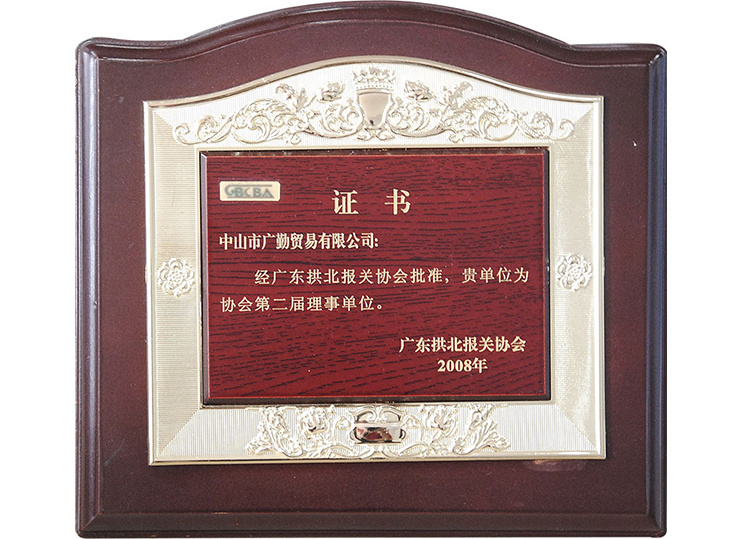 GBCBA
证书
中山市广勤贸易有限公司:
经广东拱北报关协会批准，贵单位为
协会第二届理事单位。
广东拱北报关协会
2008年